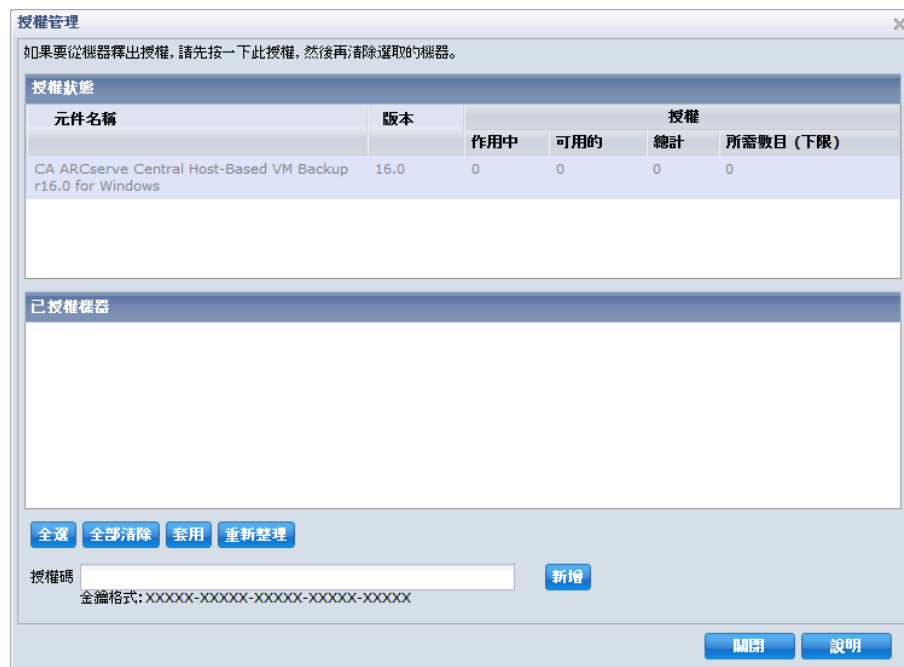 授權管理
如果要從機器釋出授權, 請先按一下此授權, 然後再清除選取的機器。
授權狀態
元件名稱 版本 授權
作用中 可用的 總計 所需數目 (下限)
CA ARCserve Central Host-Based VM Backup 16.0 0 0 0 0
r16.0 for Windows
已授權機器
全選 全部清除 套用 重新整理
授權碼 新增
金鑰格式: XXXXX-XXXXX-XXXXX-XXXXX-XXXXX
關閉 說明